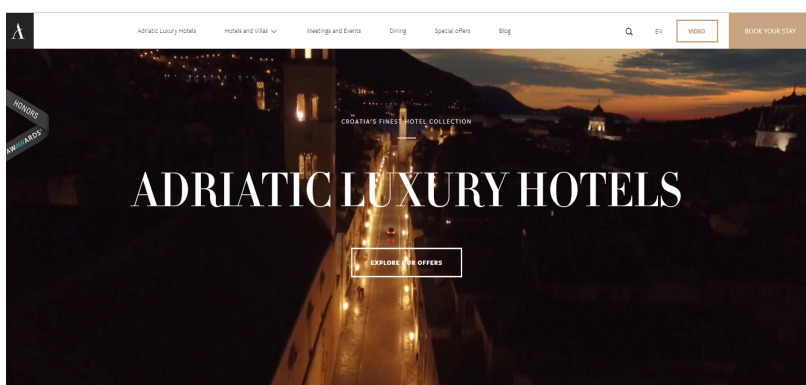 A
Adriatic Luxury Hotels
Hotels and Villas
Meetings and Events
Dining
Special offers
Blog
EN
VIDEO
BOOK YOUR STAY
HONORS
AWWWARDS
CROATIA'S FINEST HOTEL COLLECTION
ADRIATIC LUXURY HOTELS
EXPLORE OUR OFFERS